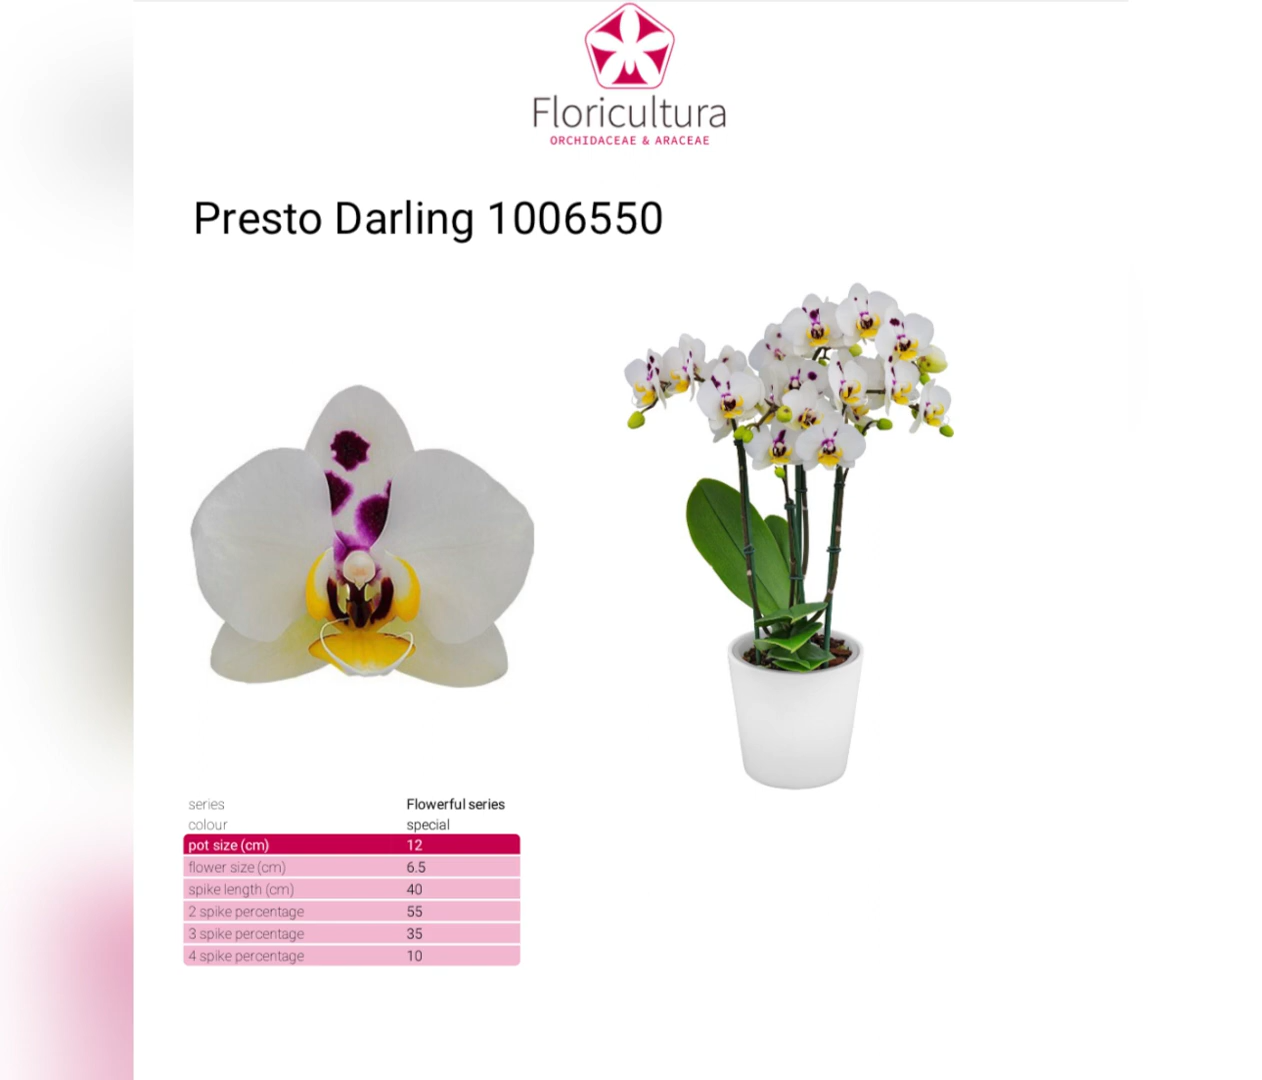 Floricultura
ORCHIDACEAE & ARACEAE
Presto Darling 1006550
series Flowerful series
colour special
pot size (cm) 12
flower size (cm) 6.5
spike length (cm) 40
2 spike percentage 55
3 spike percentage 35
4 spike percentage 10